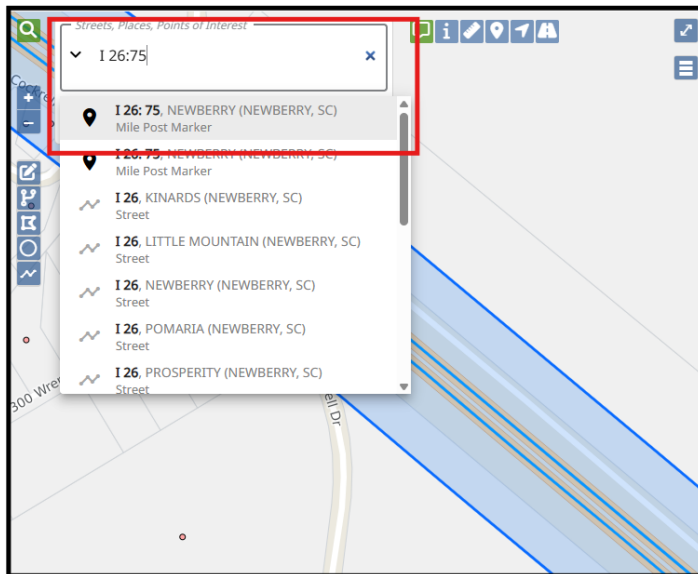 Streets, Places, Points of Interest
I 26:75
I 26: 75, NEWBERRY (NEWBERRY, SC)
Mile Post Marker
I 26: 75, NEWBERRY (NEWBERRY, SC)
Mile Post Marker
I 26, KINARDS (NEWBERRY, SC)
Street
I 26, LITTLE MOUNTAIN (NEWBERRY, SC)
Street
I 26, NEWBERRY (NEWBERRY, SC)
Street
I 26, POMARIA (NEWBERRY, SC)
Street
I 26, PROSPERITY (NEWBERRY, SC)
Street
300
Dr